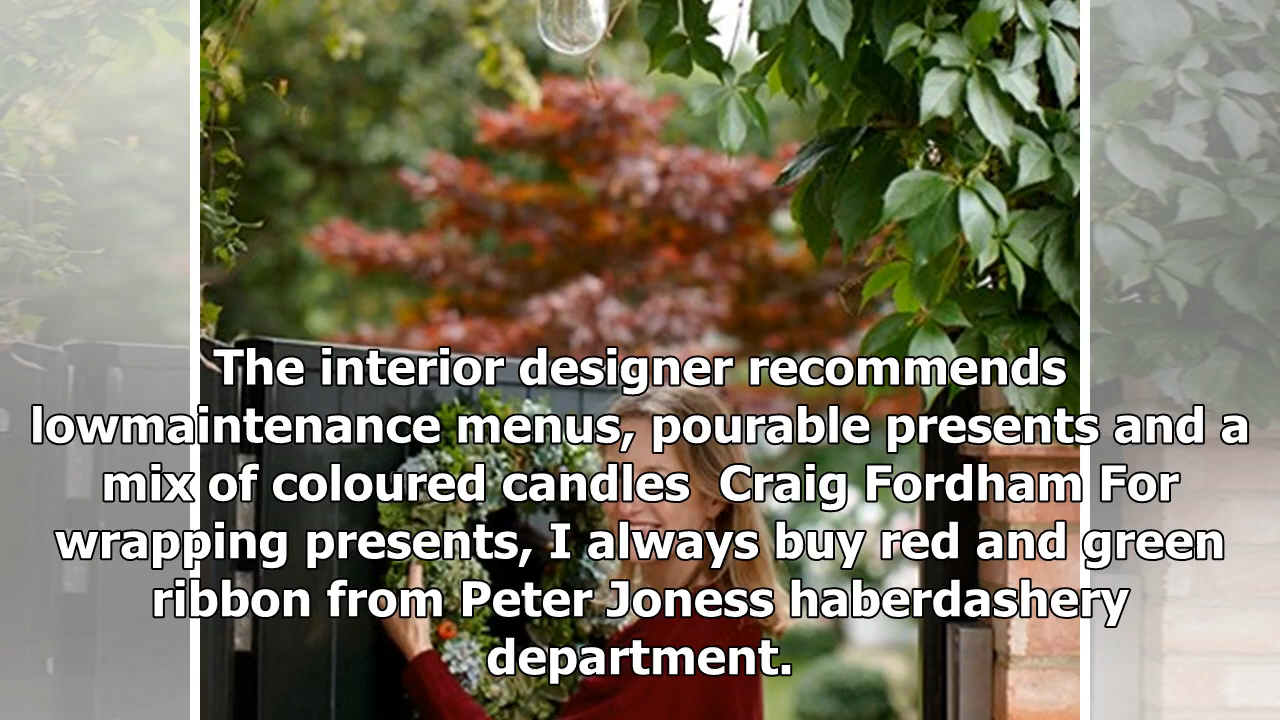 The interior designer recommends
lowmaintenance menus, pourable presents and a
mix of coloured candles  Craig Fordham For
wrapping presents, I always buy red and green
ribbon from Peter Joness haberdashery
department.